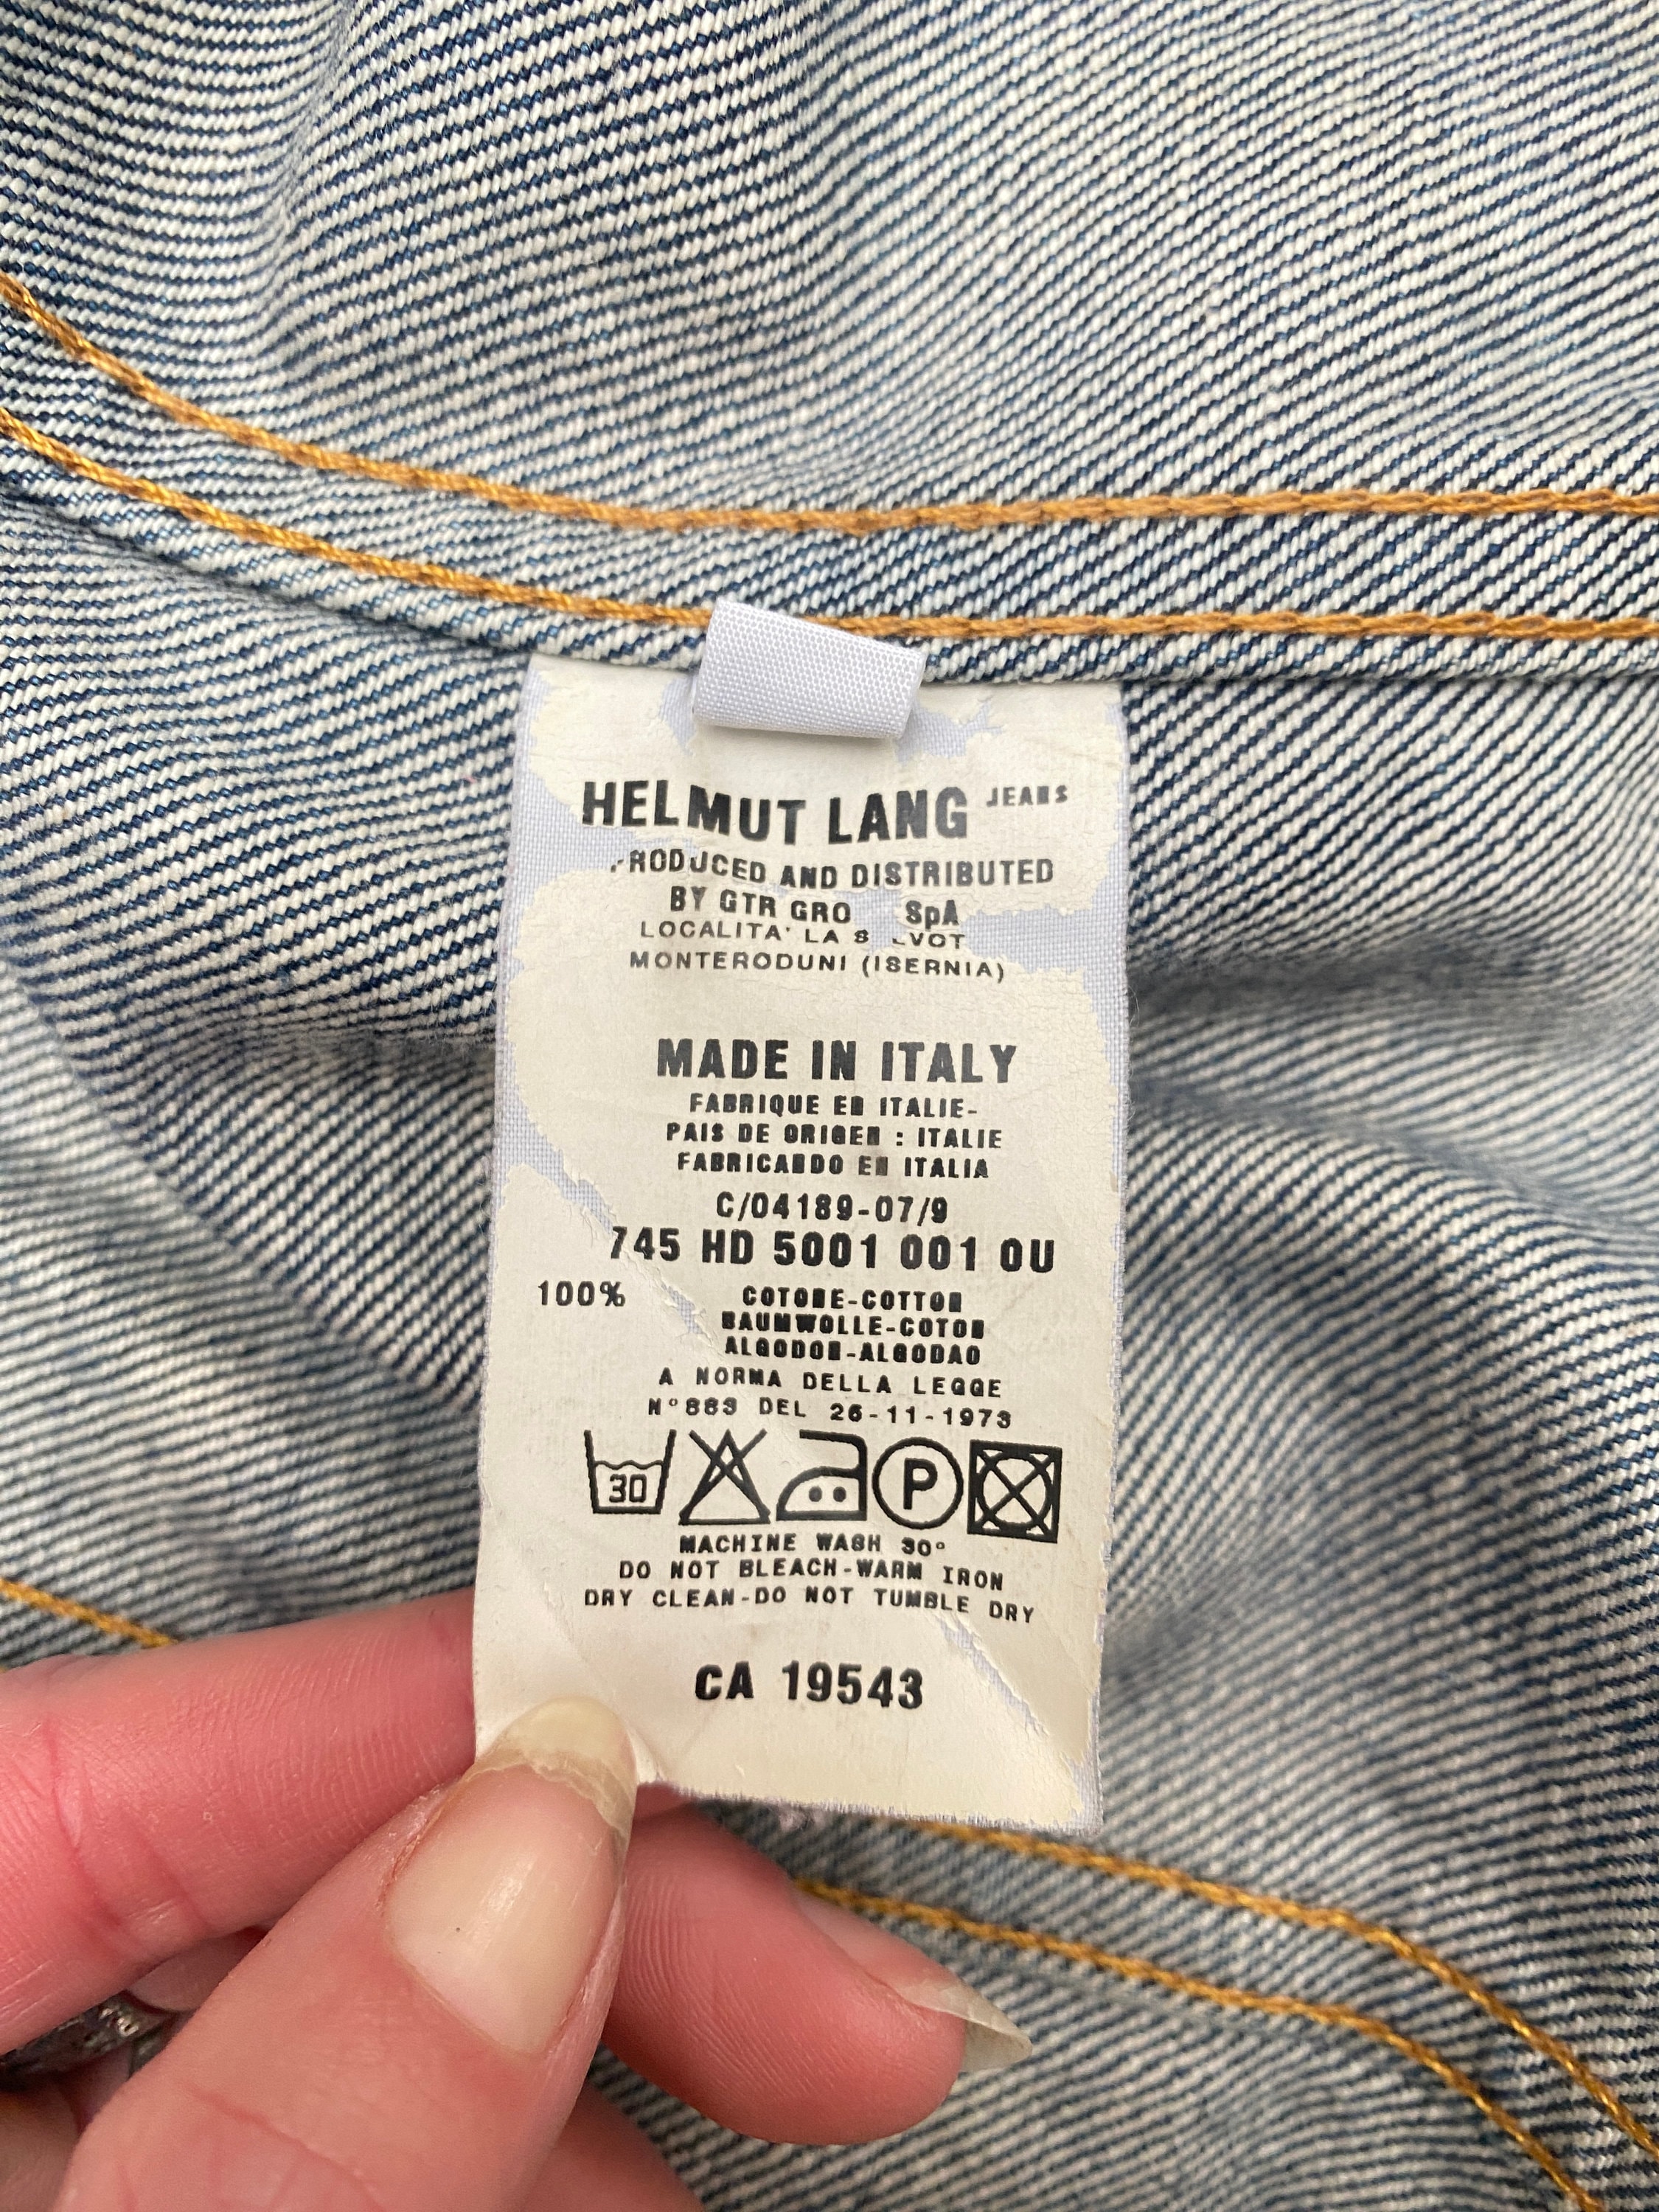 HELMUT LANG JEANS
PRODUCED AND DISTRIBUTED
BY GTR GRO SpA
LOCALITA' LA
MONTERODUNI (ISERNIA)
MADE IN ITALY
FABRIQUE EN ITALIE-
PAIS DE ORIGEN : ITALIE
FABRICANDO EN ITALIA
C/04189-07/9
745 HD 5001 001 0U
100% COTONE-COTTON
BAUMWOLLE-COTON
ALGODON-ALGODAO
A NORMA DELLA LEGGE
N°883 DEL 26-11-1973
30 P
MACHINE WASH 30°
DO NOT BLEACH-WARM IRON
DRY CLEAN-DO NOT TUMBLE DRY
CA 19543